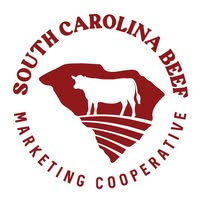 SOUTH CAROLINA BEEF
MARKETING COOPERATIVE